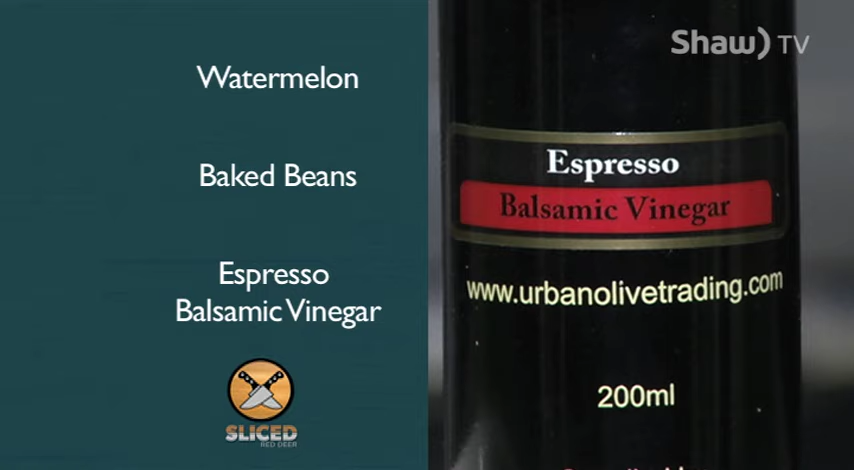 Watermelon
Baked Beans
Espresso
Balsamic Vinegar
SLICED
RED DEER
Shaw) TV
Espresso
Balsamic Vinegar
www.urbanolivetrading.com
200ml